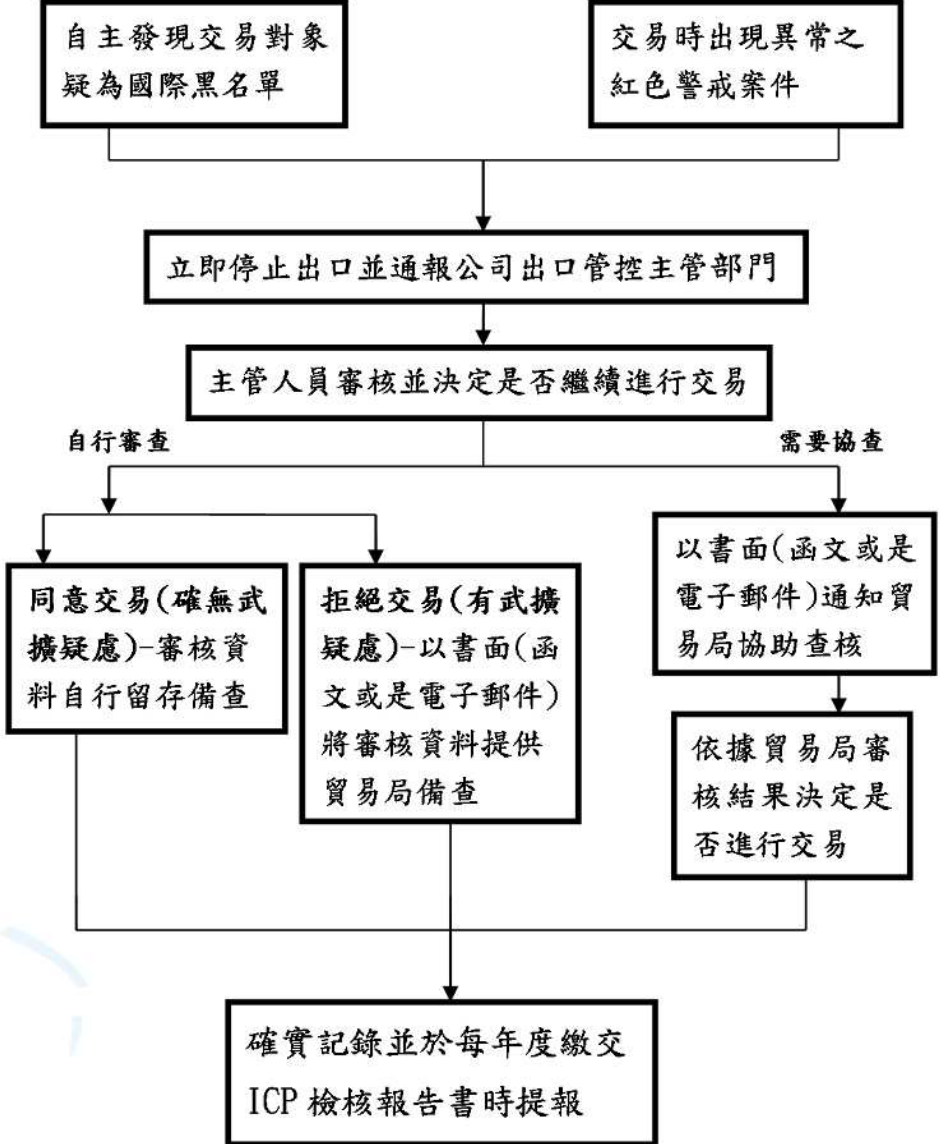 自主發現交易對象
疑為國際黑名單
交易時出現異常之
紅色警戒案件
立即停止出口並通報公司出口管控主管部門
主管人員審核並決定是否繼續進行交易
自行審查
需要協查
同意交易(確無武
擴疑慮)-審核資
料自行留存備查
拒絕交易(有武擴
疑慮)-以書面(函
文或是電子郵件)
將審核資料提供
貿易局備查
以書面(函文或是
電子郵件)通知貿
易局協助查核
依據貿易局審
核結果決定是
否進行交易
確實記錄並於每年度繳交
ICP 檢核報告書時提報